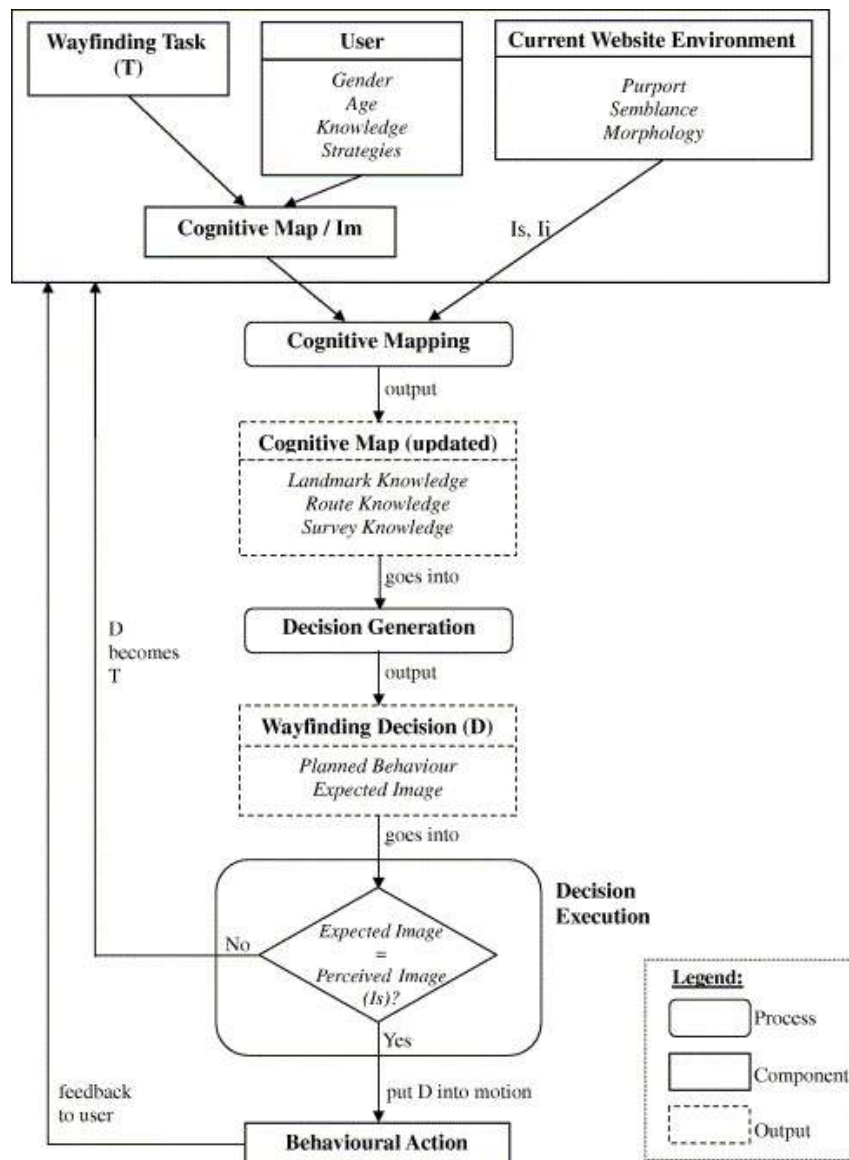 Wayfinding Task
(T)
User
Gender
Age
Knowledge
Strategies
Current Website Environment
Purport
Semblance
Morphology
Cognitive Map / Im
Is, Ii
Cognitive Mapping
output
Cognitive Map (updated)
Landmark Knowledge
Route Knowledge
Survey Knowledge
goes into
Decision Generation
output
D
becomes
T
Wayfinding Decision (D)
Planned Behaviour
Expected Image
goes into
Decision
Execution
No
Expected Image
=
Perceived Image
(Is)?
Yes
put D into motion
feedback
to user
Behavioural Action
Legend:
Process
Component
Output